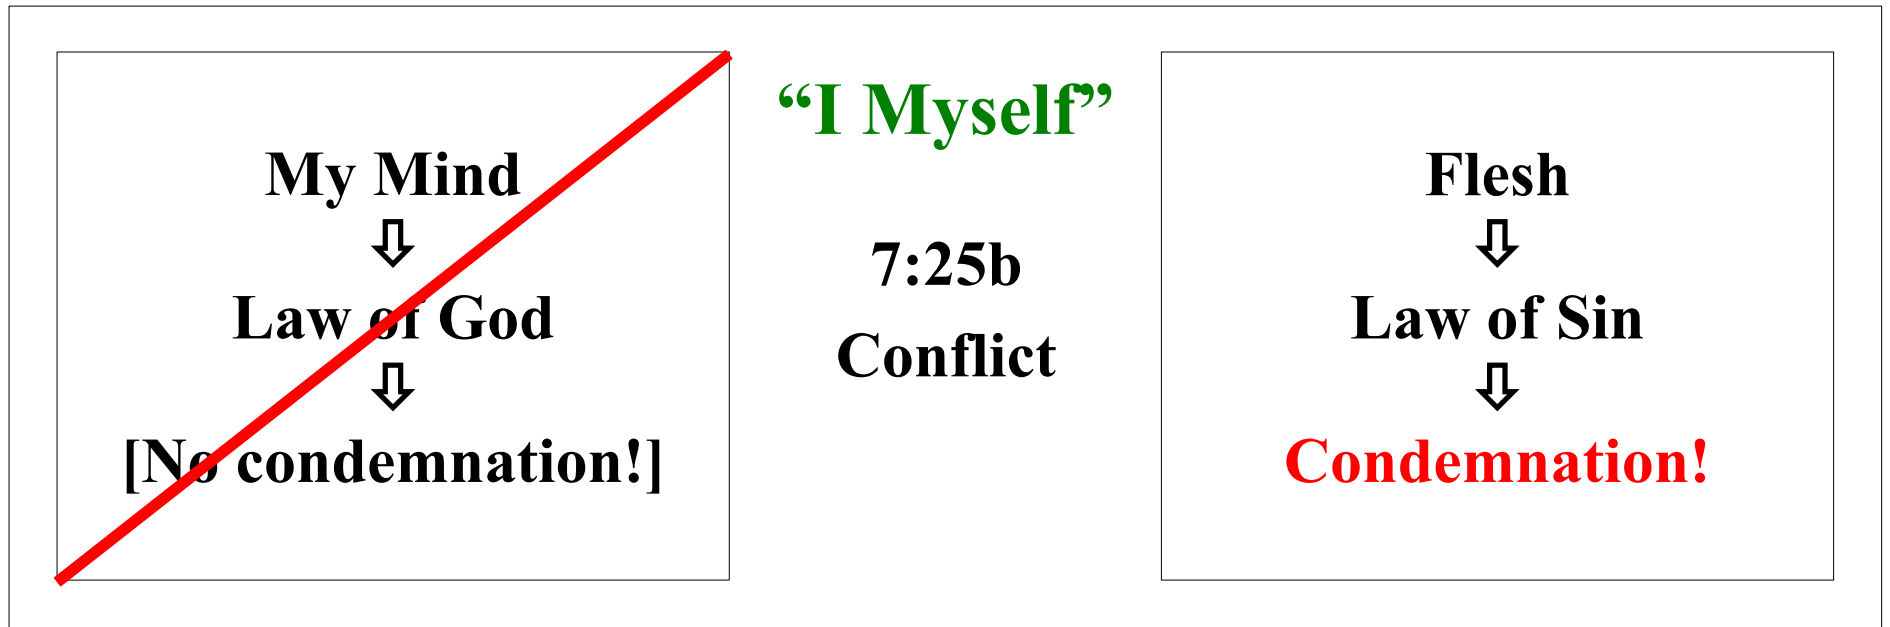 My Mind
Law of God
[No condemnation!]
“I Myself”
7:25b
Conflict
Flesh
Law of Sin
Condemnation!